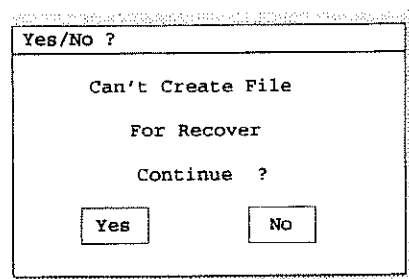 Yes/No ?
Can't Create File
For Recover
Continue ?
Yes No